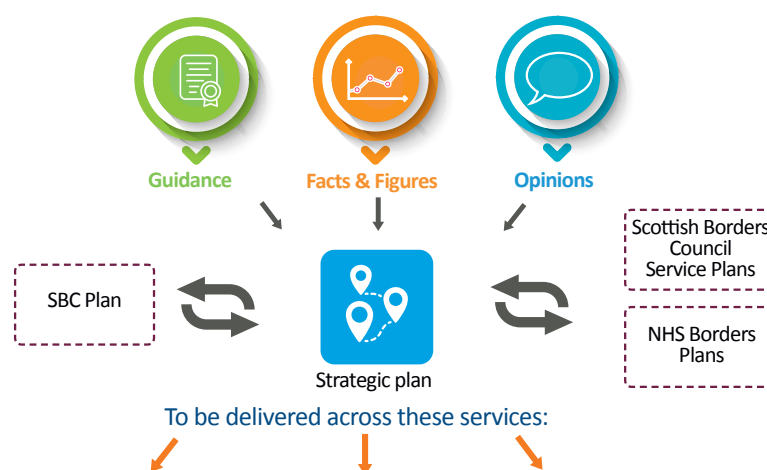 Guidance
Facts & Figures
Opinions
SBC Plan
Scottish Borders
Council
Service Plans
NHS Borders
Plans
Strategic plan
To be delivered across these services: